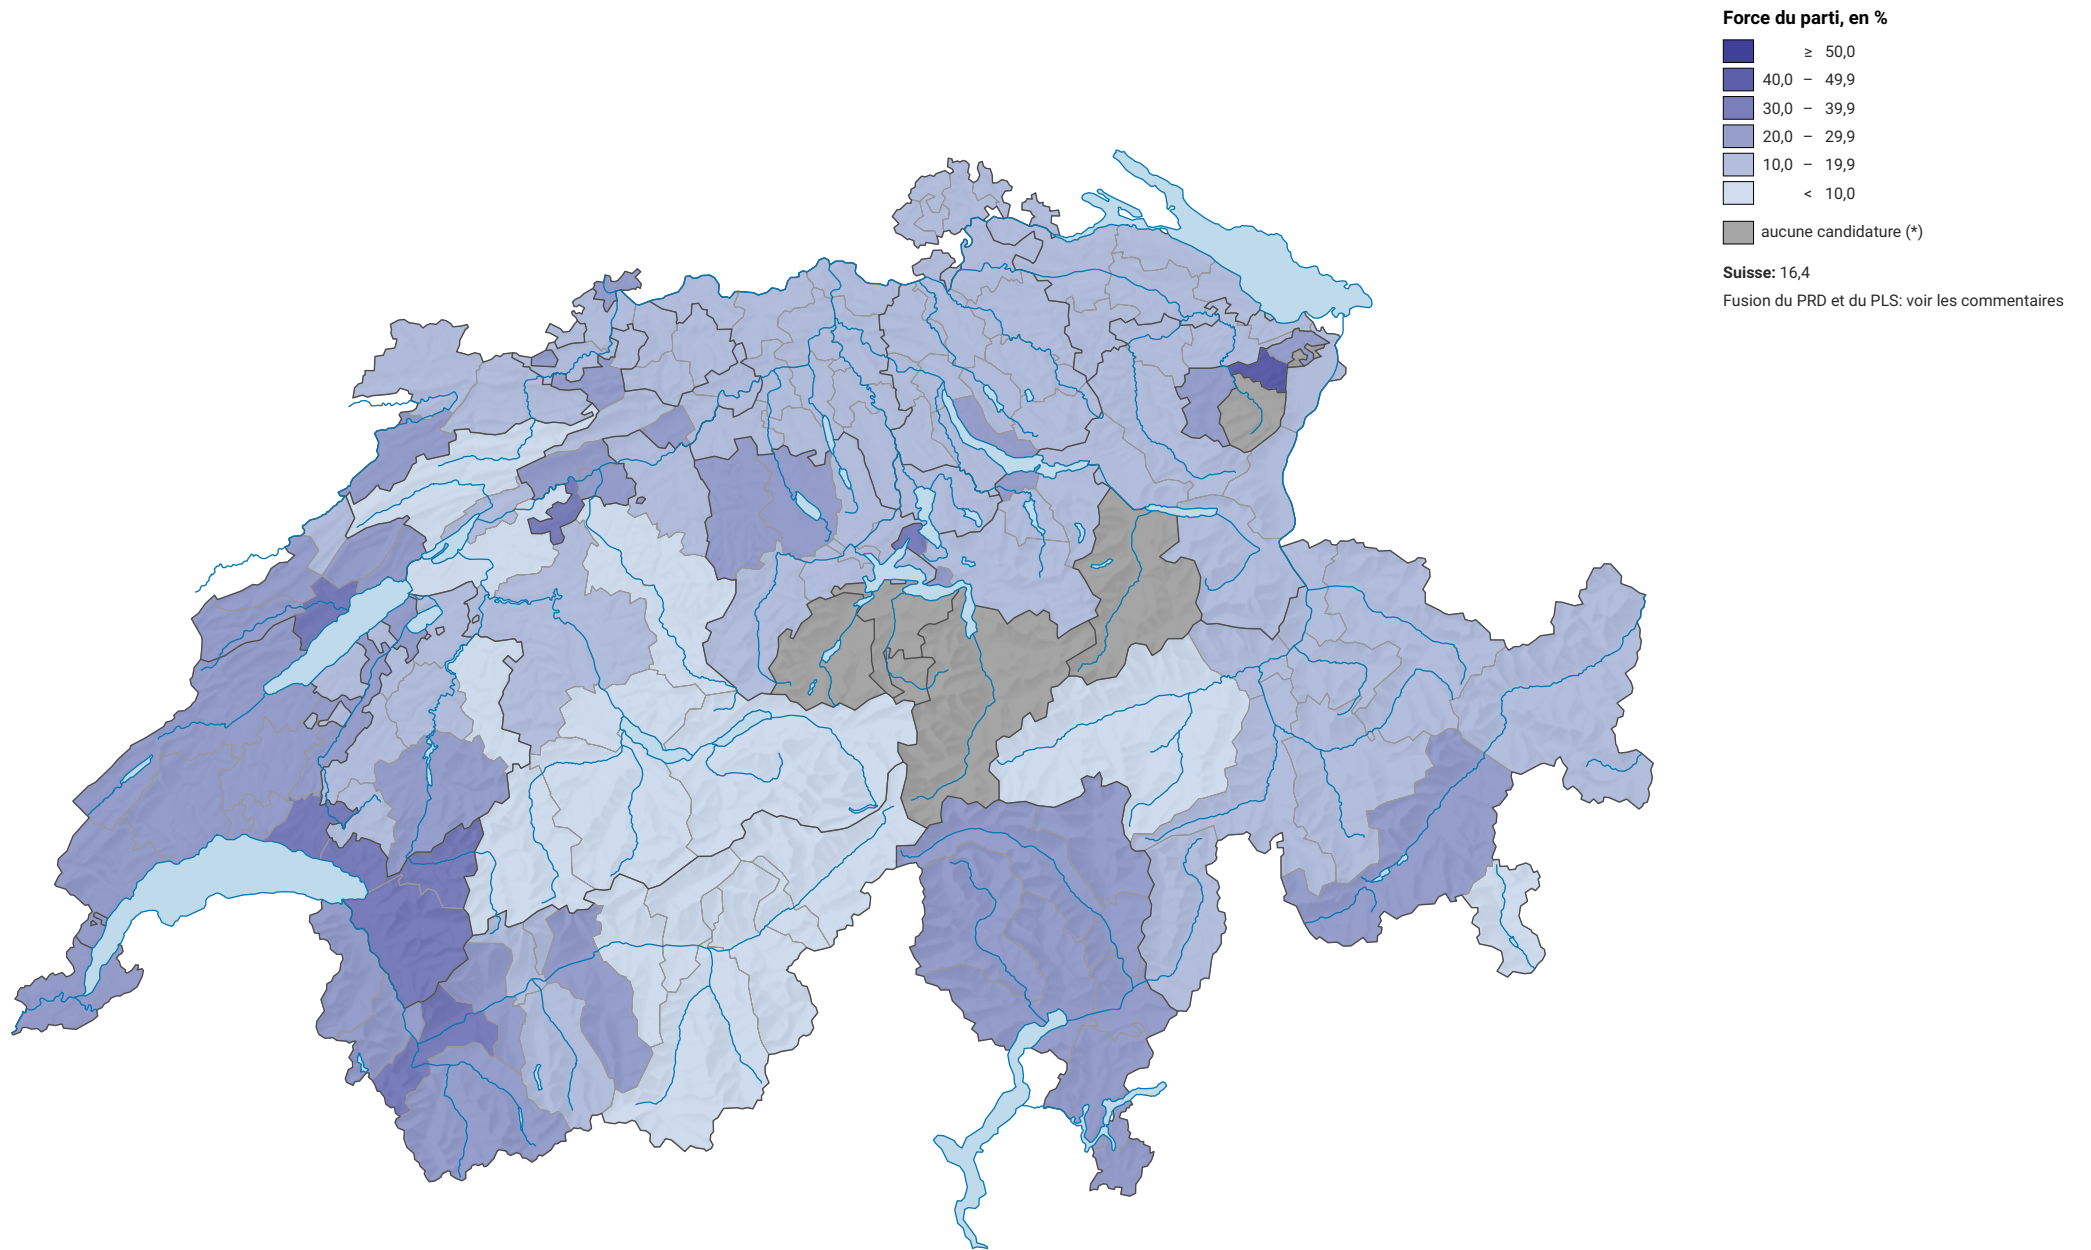 Force du parti, en %
≥ 50,0
40,0 – 49,9
30,0 – 39,9
20,0 – 29,9
10,0 – 19,9
< 10,0
aucune candidature (*)
Suisse: 16,4
Fusion du PRD et du PLS: voir les commentaires